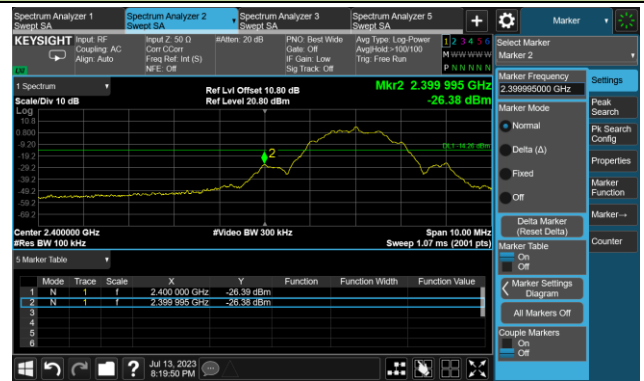 Spectrum Analyzer 1
Swept SA
Spectrum Analyzer 2
Swept SA
Spectrum Analyzer 3
Swept SA
Spectrum Analyzer 5
Swept SA
+
Marker
KEYSIGHT
Input: RF
Coupling: AC
Align: Auto
Input Z: 50 Ω
Corr CCorr
Freq Ref: Int (S)
NFE: Off
#Atten: 20 dB
PNO: Best Wide
Gate: Off
IF Gain: Low
Sig Track: Off
Avg Type: Log-Power
Avg|Hold:>100/100
Trig: Free Run
1 2 3 4 5 6
M W W W W W
P N N N N N
LW
Select Marker
Marker 2
1 Spectrum
Scale/Div 10 dB
Log
Ref Lvl Offset 10.80 dB
Ref Level 20.80 dBm
Mkr2 2.399 995 GHz
-26.38 dBm
10.8
0.800
-9.20
-19.2
-29.2
-39.2
-49.2
-59.2
-69.2
DL1 -14.26 dBm
2
Center 2.40000 GHz
#Res BW 100 kHz
#Video BW 300 kHz
Span 10.00 MHz
Sweep 1.07 ms (2001 pts)
5 Marker Table
Mode Trace Scale X Y Function Function Width Function Value
1 N 1 f 2.400 000 GHz -26.39 dBm
2 N 1 f 2.399 995 GHz -26.38 dBm
3
4
5
6
Marker Frequency
2.399995000 GHz
Marker Mode
Normal
Delta (Δ)
Fixed
Off
Delta Marker
(Reset Delta)
Marker Table
On
Off
Marker Settings
Diagram
All Markers Off
Couple Markers
On
Off
Settings
Peak
Search
Pk Search
Config
Properties
Marker
Function
Marker→
Counter
?
Jul 13, 2023
8:19:50 PM